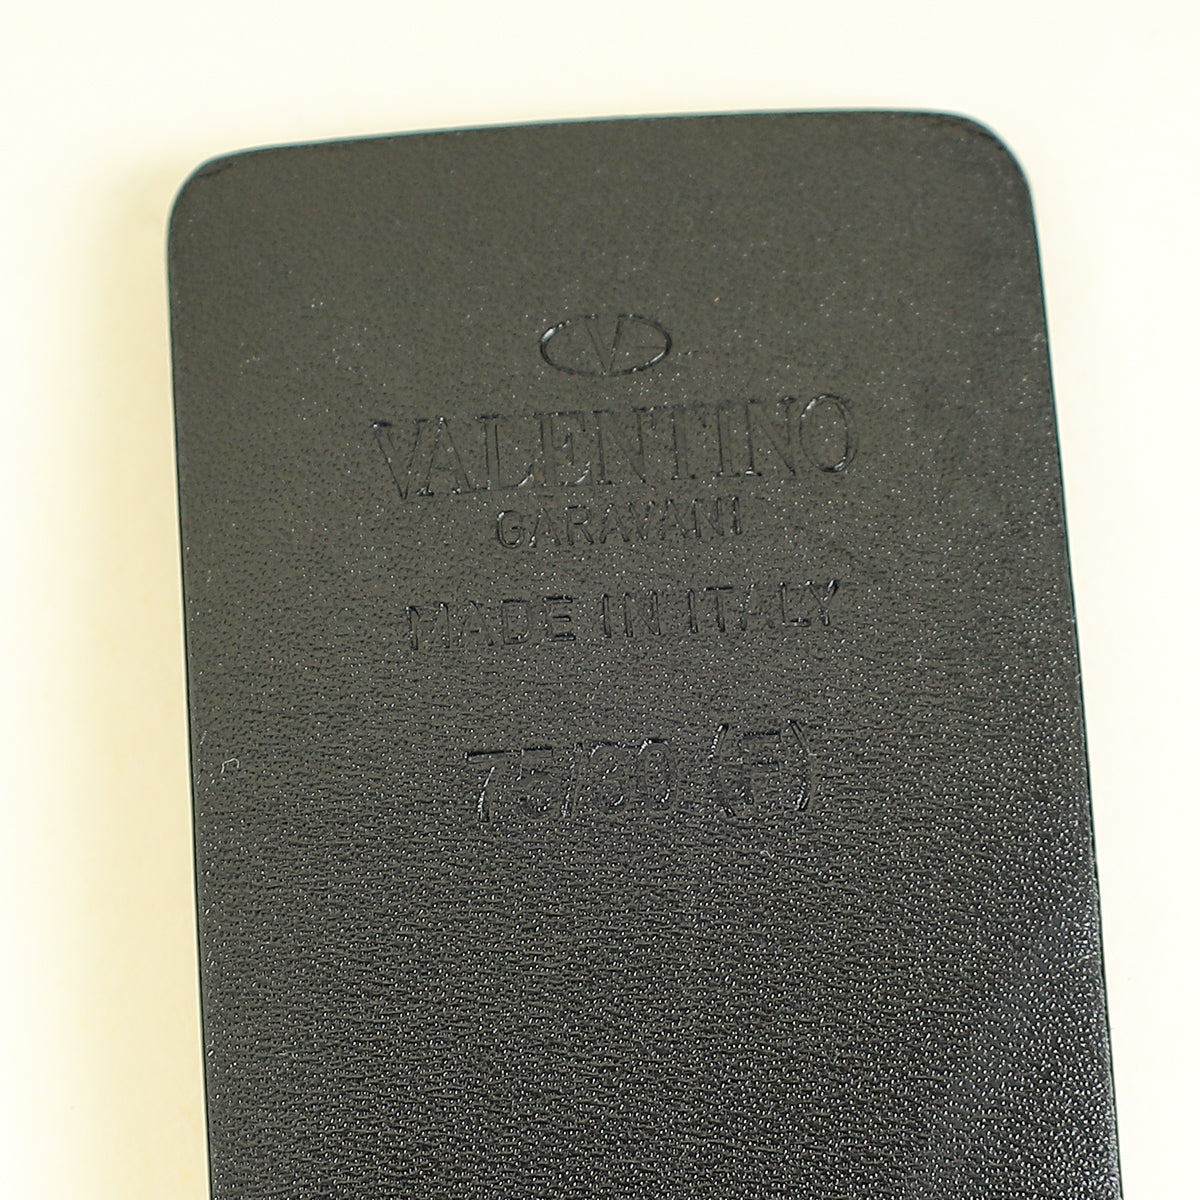 V
VALENTINO
GARAVANI
MADE IN ITALY
75/30 (F)